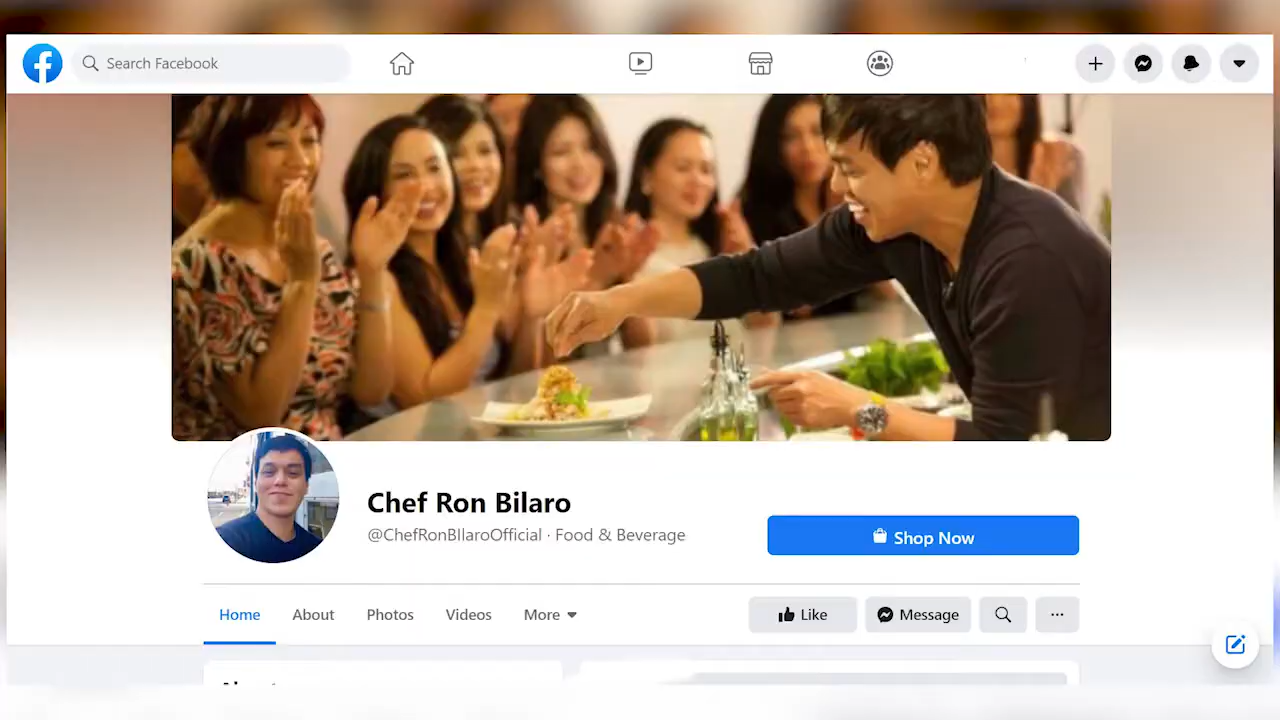 Search Facebook
Chef Ron Bilaro
@ChefRonBIlaroOfficial · Food & Beverage
Shop Now
Home About Photos Videos More
Like Message